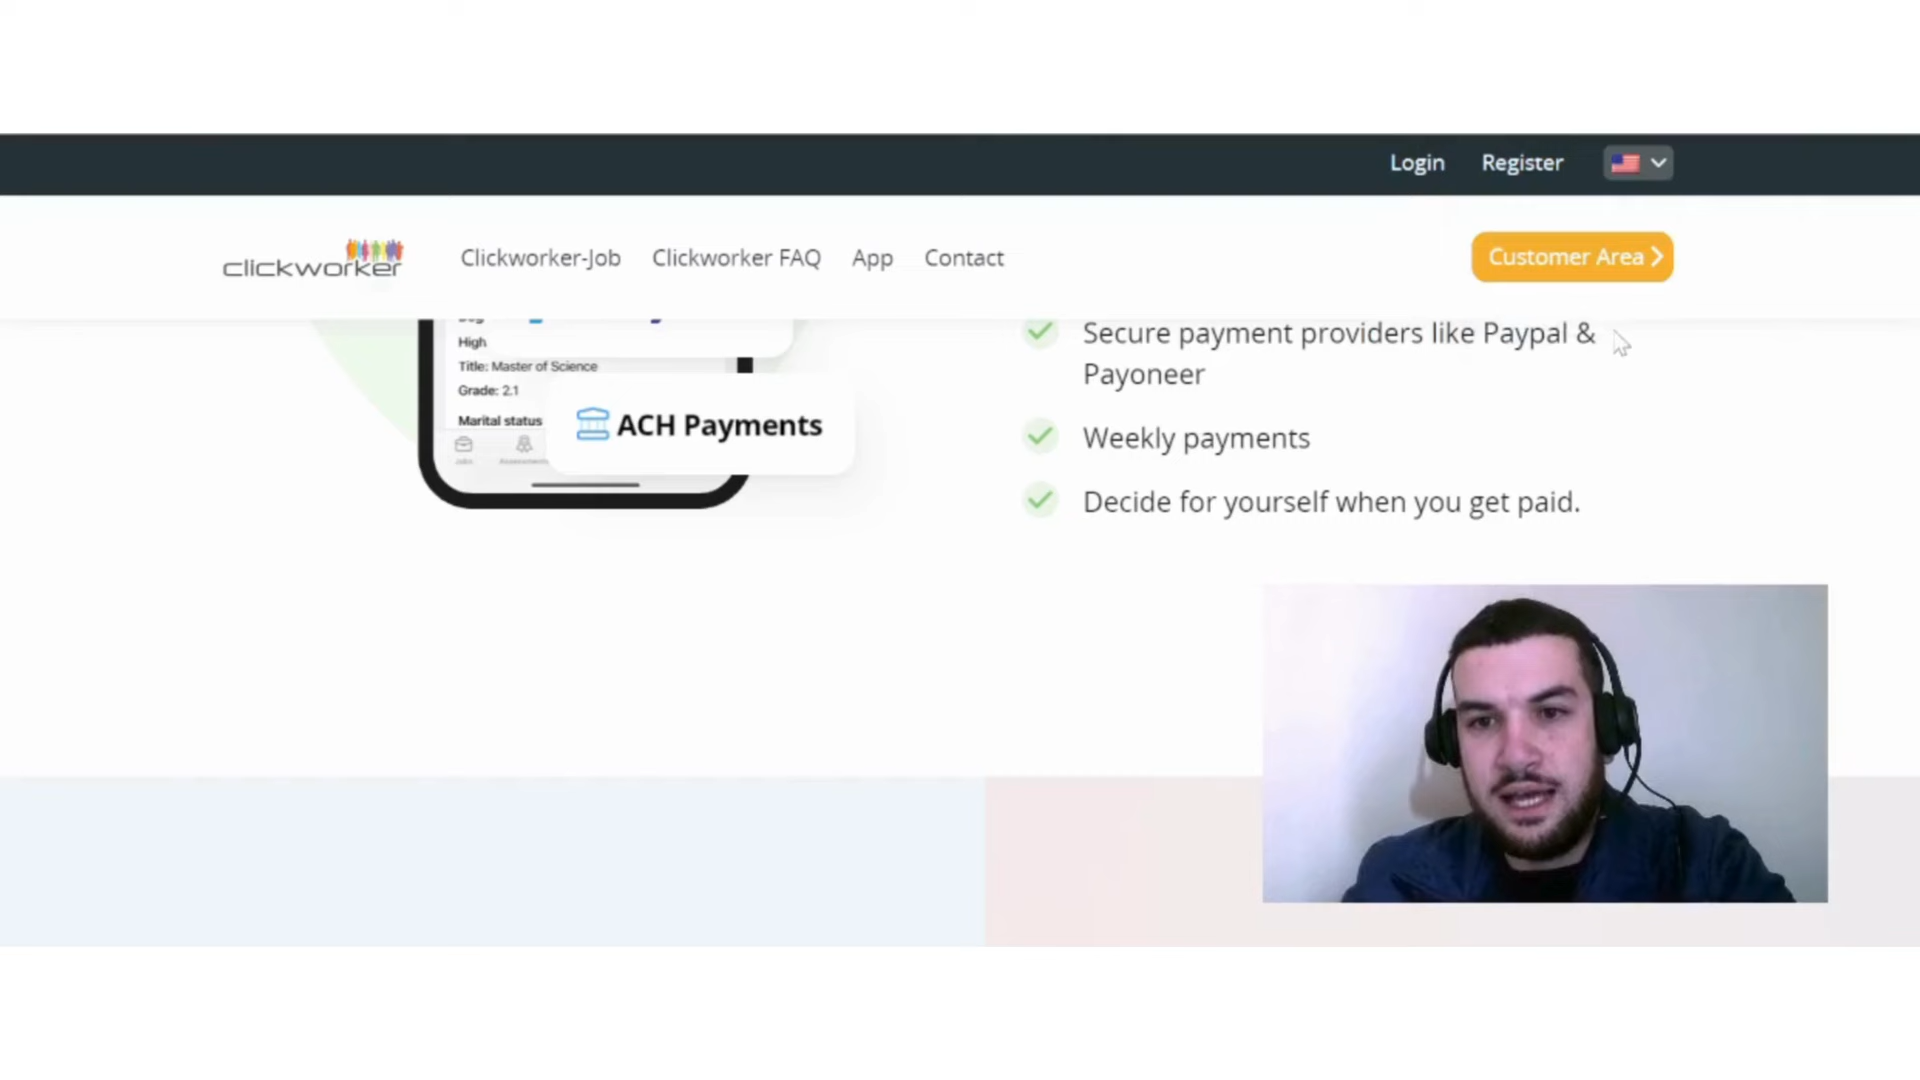 Login Register
clickworker Clickworker-Job Clickworker FAQ App Contact Customer Area
High
Title: Master of Science
Grade: 2.1
Marital status
Jobs
ACH Payments
Secure payment providers like Paypal &
Payoneer
Weekly payments
Decide for yourself when you get paid.